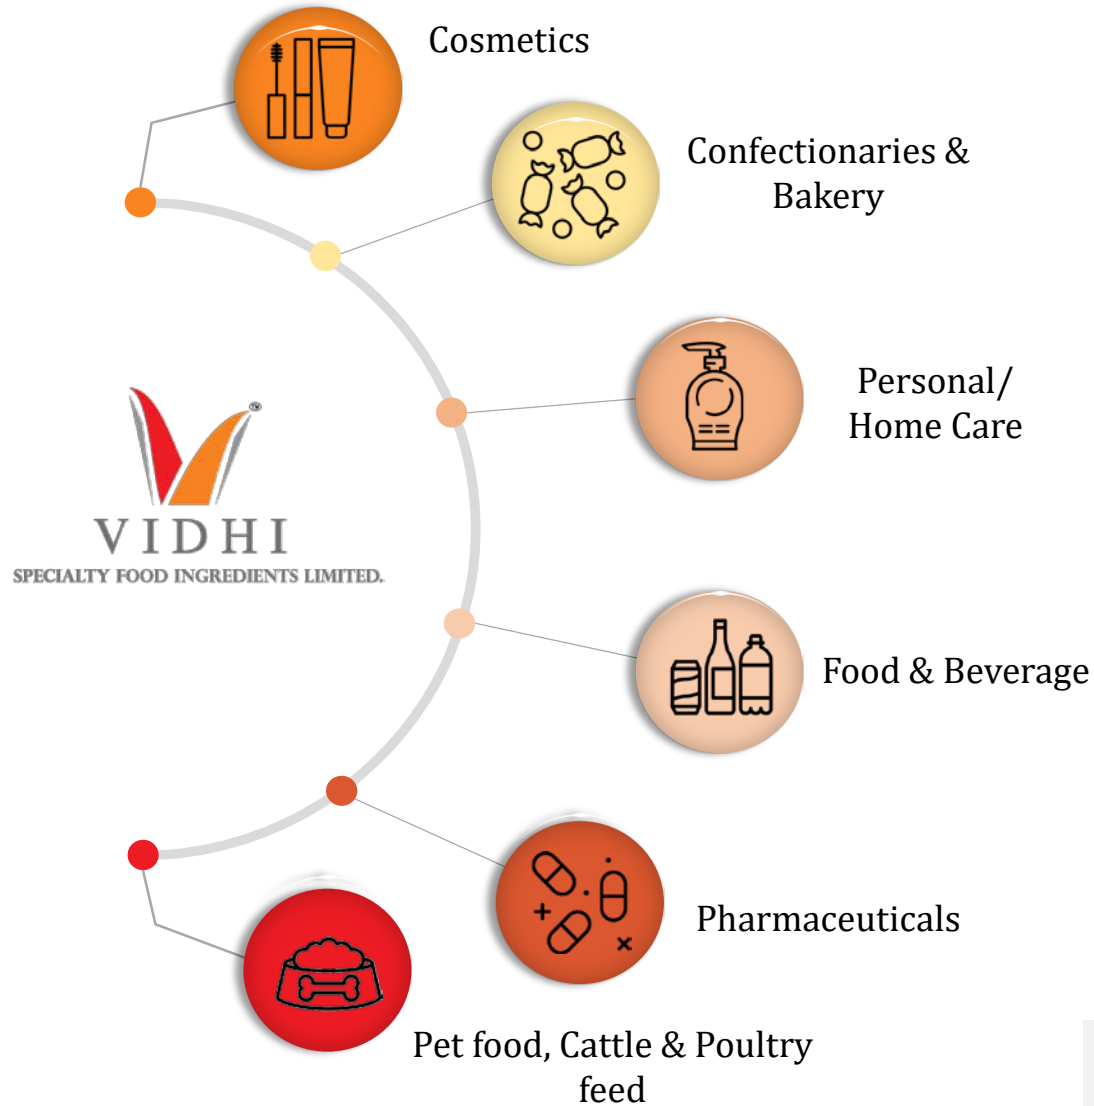 Cosmetics
Confectionaries &
Bakery
Personal/
Home Care
VIDHI
SPECIALTY FOOD INGREDIENTS LIMITED.
Food & Beverage
Pharmaceuticals
Pet food, Cattle & Poultry
feed